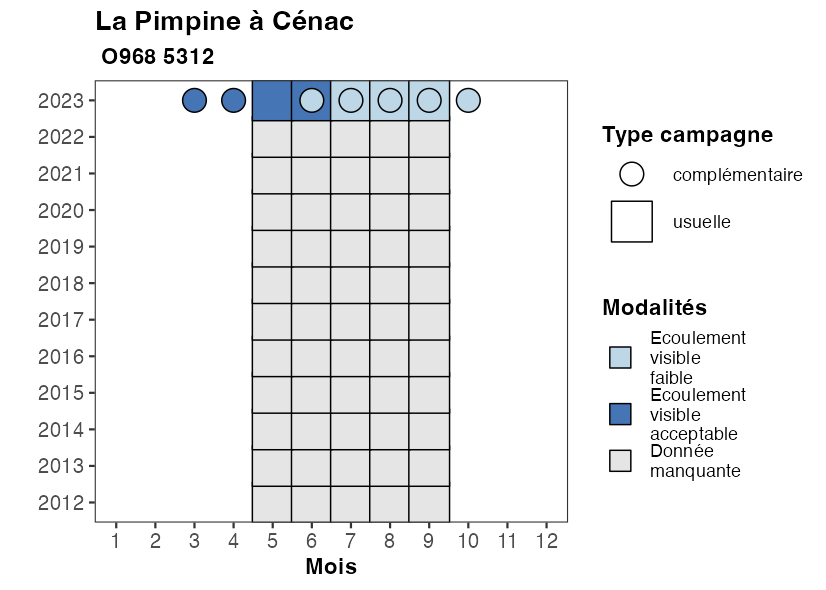 La Pimpine à Cénac
O968 5312
2023
2022
2021
2020
2019
2018
2017
2016
2015
2014
2013
2012
1 2 3 4 5 6 7 8 9 10 11 12
Mois
Type campagne
complémentaire
usuelle
Modalités
Ecoulement
visible
faible
Ecoulement
visible
acceptable
Donnée
manquante